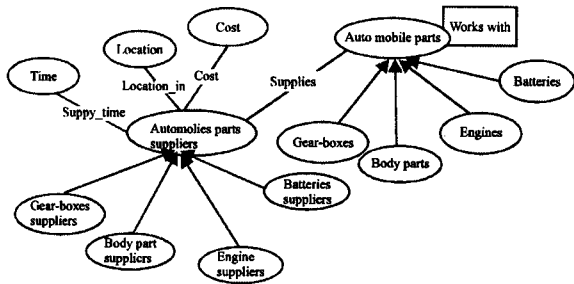 Cost
Auto mobile parts
Works with
Location
Time
Location_in
Cost
Supplies
Batteries
Suppy_time
Automolies parts
suppliers
Gear-boxes
Engines
Body parts
Batteries
suppliers
Gear-boxes
suppliers
Body part
suppliers
Engine
suppliers